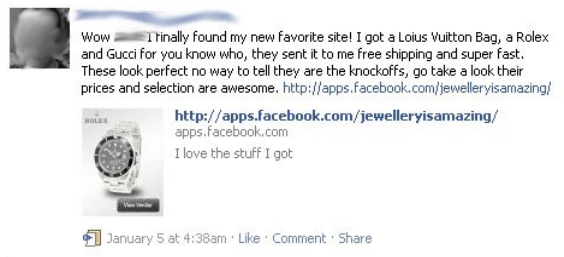 Wow I finally found my new favorite site! I got a Loius Vuitton Bag, a Rolex
and Gucci for you know who, they sent it to me free shipping and super fast.
These look perfect no way to tell they are the knockoffs, go take a look their
prices and selection are awesome. http://apps.facebook.com/jewelleryisamazing/
ROLEX
http://apps.facebook.com/jewelleryisamazing/
apps.facebook.com
I love the stuff I got
View Similar
January 5 at 4:38am · Like · Comment · Share